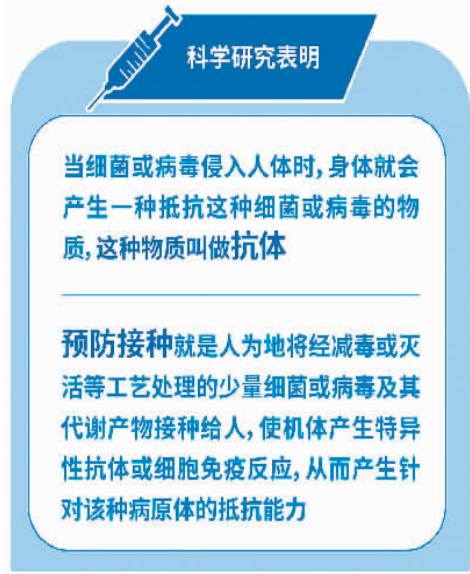 科学研究表明
当细菌或病毒侵入人体时,身体就会
产生一种抵抗这种细菌或病毒的物
质,这种物质叫做抗体
预防接种就是人为地将经减毒或灭
活等工艺处理的少量细菌或病毒及其
代谢产物接种给人,使机体产生特异
性抗体或细胞免疫反应,从而产生针
对该种病原体的抵抗能力